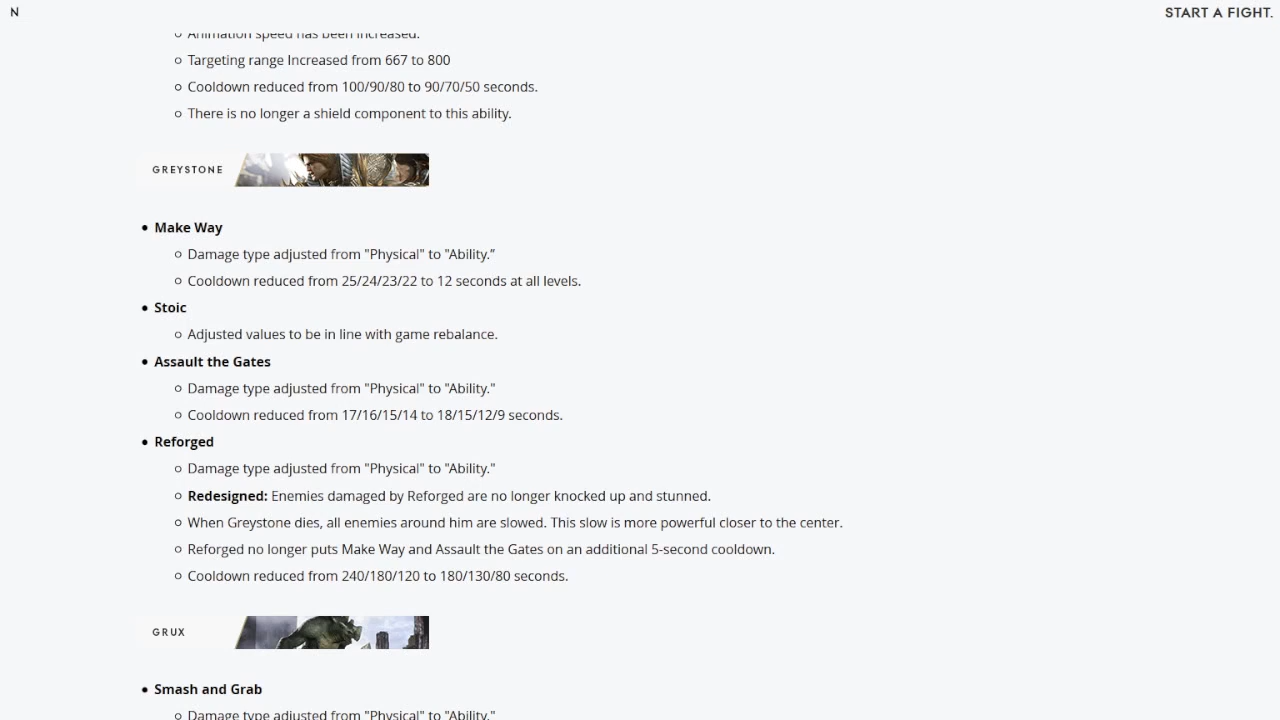 N
START A FIGHT.
Animation speed has been increased.
Targeting range Increased from 667 to 800
Cooldown reduced from 100/90/80 to 90/70/50 seconds.
There is no longer a shield component to this ability.
GREYSTONE
Make Way
Damage type adjusted from "Physical" to "Ability.”
Cooldown reduced from 25/24/23/22 to 12 seconds at all levels.
Stoic
Adjusted values to be in line with game rebalance.
Assault the Gates
Damage type adjusted from "Physical" to "Ability."
Cooldown reduced from 17/16/15/14 to 18/15/12/9 seconds.
Reforged
Damage type adjusted from "Physical" to "Ability."
Redesigned: Enemies damaged by Reforged are no longer knocked up and stunned.
When Greystone dies, all enemies around him are slowed. This slow is more powerful closer to the center.
Reforged no longer puts Make Way and Assault the Gates on an additional 5-second cooldown.
Cooldown reduced from 240/180/120 to 180/130/80 seconds.
GRUX
Smash and Grab
Damage type adjusted from "Physical" to "Ability."